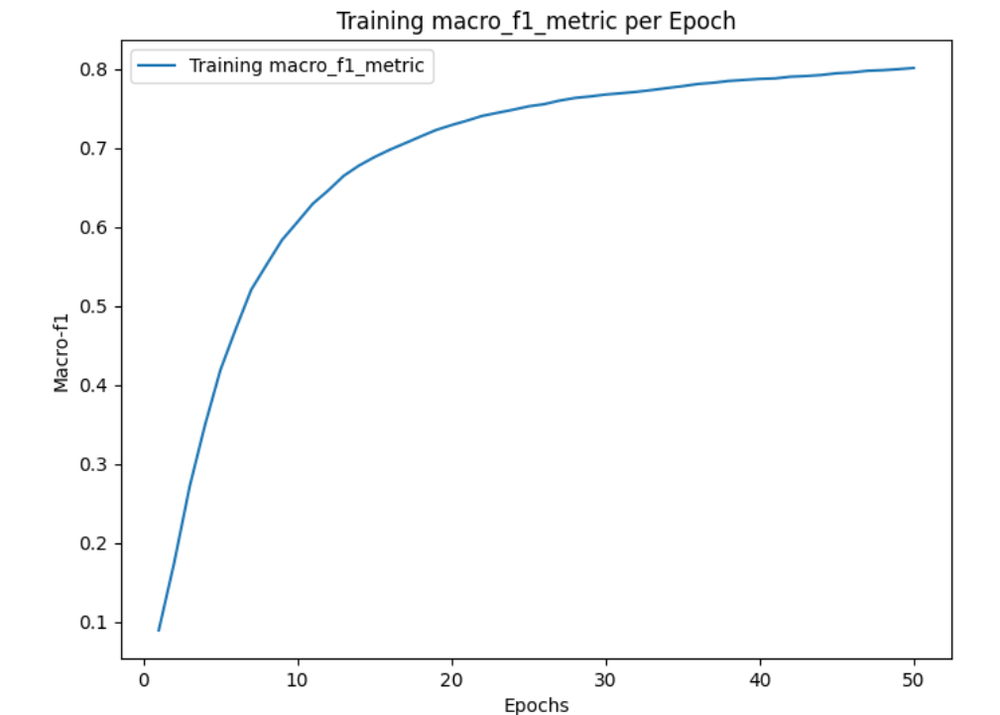 Training macro_f1_metric per Epoch
Training macro_f1_metric
0.8
0.7
0.6
0.5
0.4
0.3
0.2
0.1
Macro-f1
0 10 20 30 40 50
Epochs